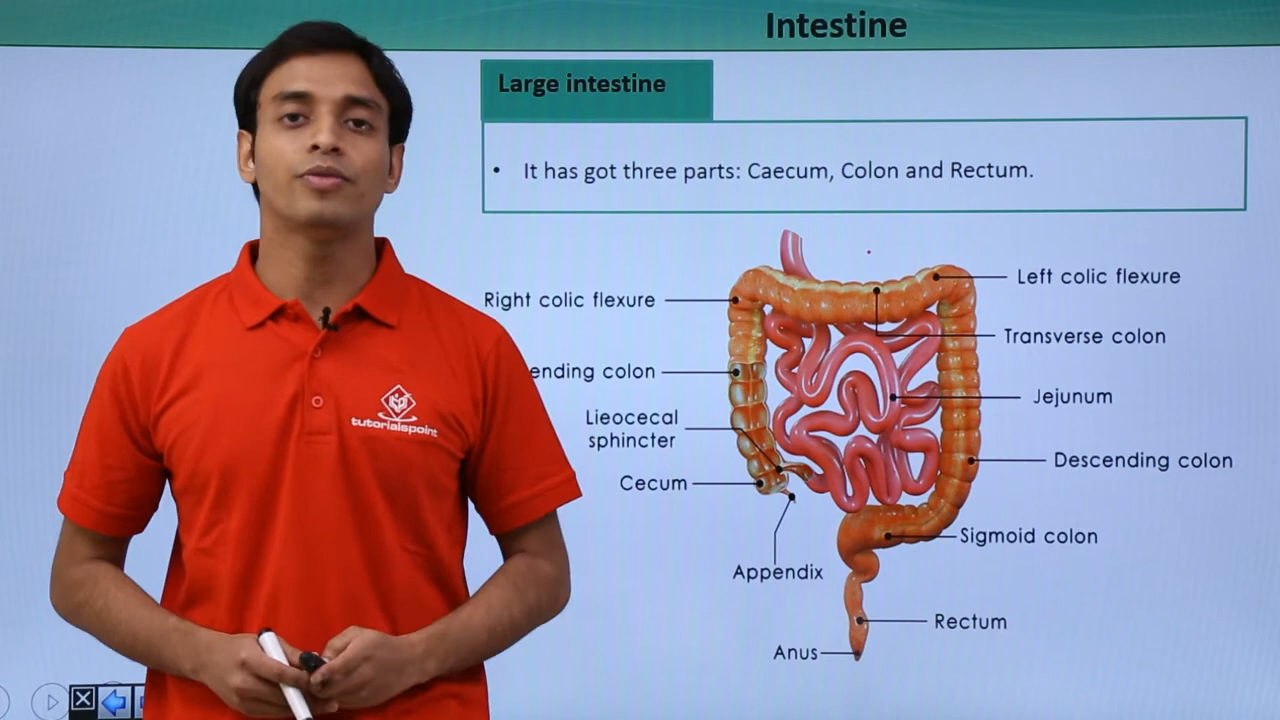 Intestine
Large intestine
• It has got three parts: Caecum, Colon and Rectum.
Left colic flexure
Right colic flexure
Transverse colon
ending colon
Jejunum
Lieocecal
sphincter
Descending colon
Cecum
Sigmoid colon
Appendix
Rectum
Anus
tutorialspoint